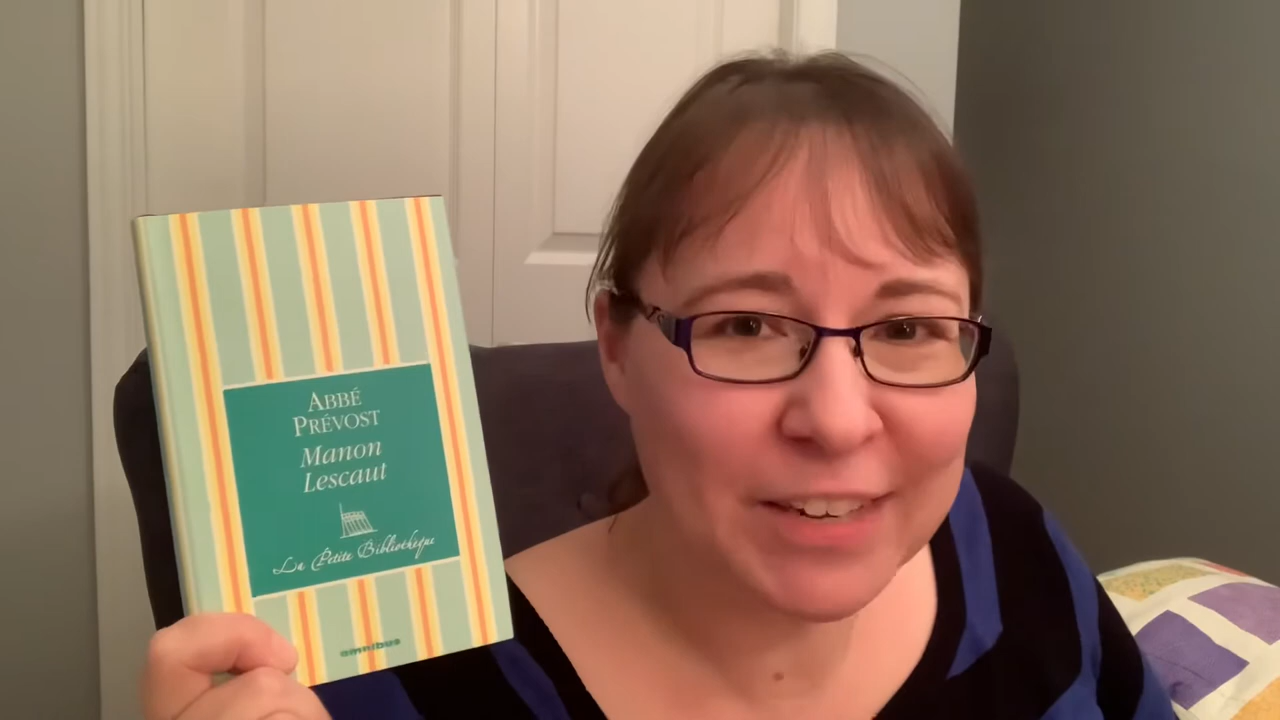 ABBÉ
PRÉVOST
Manon
Lescaut
La Petite Bibliothèque
omnibus